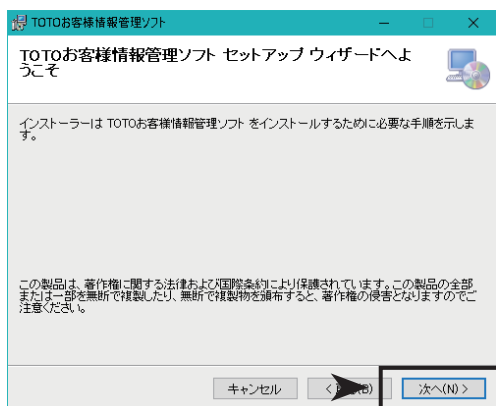 TOTOお客様情報管理ソフト
TOTOお客様情報管理ソフト セットアップ ウィザードへよ
うこそ
インストーラーは TOTOお客様情報管理ソフト をインストールするために必要な手順を示しま
す。
この製品は、著作権に関する法律および国際条約により保護されています。この製品の全部
または一部を無断で複製したり、無断で複製物を頒布すると、著作権の侵害となりますのでご
注意ください。
キャンセル
次へ(N) >